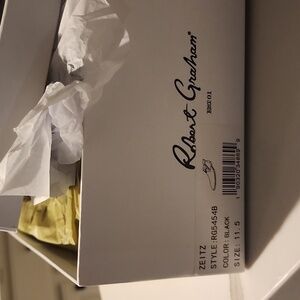 Robert Graham®
ZEITZ
STYLE:RG5454B
COLOR: BLACK
SIZE: 11.5